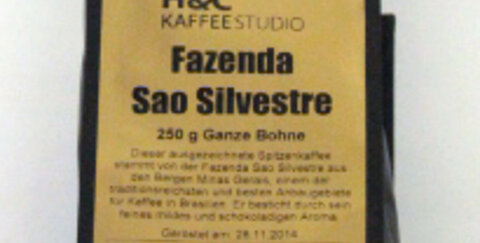 H&C
KAFFEESTUDIO
Fazenda
Sao Silvestre
250 g Ganze Bohne
Dieser ausgezeichnete Spitzenkaffee
stammt von der Fazenda Sao Silvestre aus
den Bergen Minas Gerais, einem der
traditionsreichsten und besten Anbaugebiete
für Kaffee in Brasilien. Er besticht durch sein
feines mildes und schokoladigen Aroma.
Geröstet am: 28.11.2014